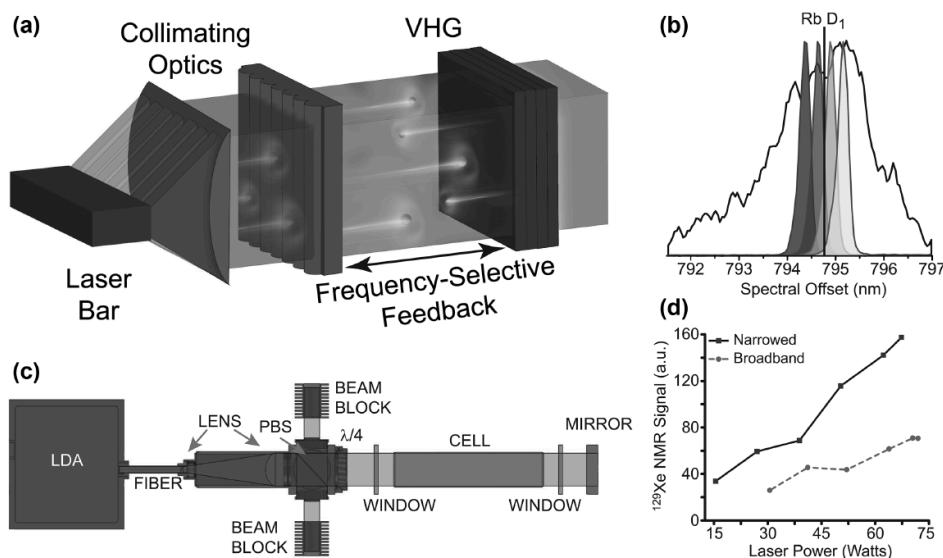 (a)
Collimating
Optics
VHG
Laser
Bar
Frequency-Selective
Feedback
(b)
Rb D₁
792 793 794 795 796 797
Spectral Offset (nm)
(c)
LDA
FIBER
LENS
PBS
BEAM
BLOCK
λ/4
WINDOW
CELL
WINDOW
MIRROR
BEAM
BLOCK
(d)
160
120
80
40
0
¹²⁹Xe NMR Signal (a.u.)
Narrowed
Broadband
15 30 45 60 75
Laser Power (Watts)